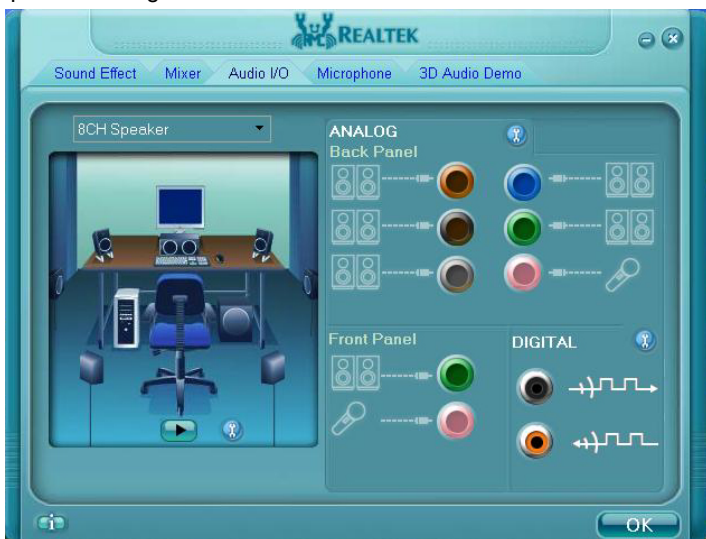 REALTEK
Sound Effect Mixer Audio I/O Microphone 3D Audio Demo
8CH Speaker
ANALOG
Back Panel
Front Panel
DIGITAL
OK